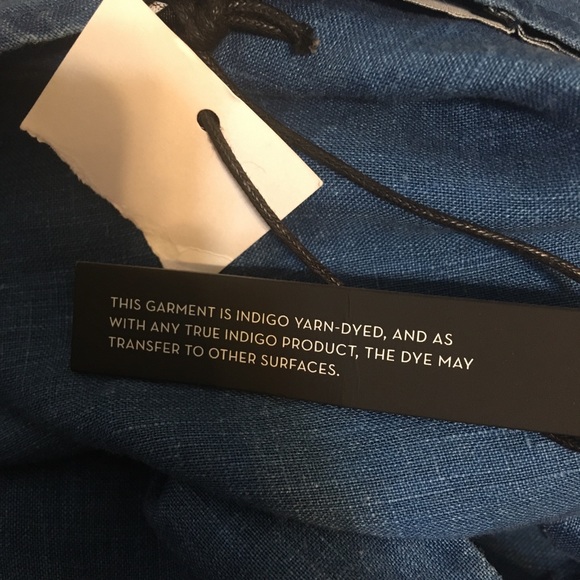 THIS GARMENT IS INDIGO YARN-DYED, AND AS
WITH ANY TRUE INDIGO PRODUCT, THE DYE MAY
TRANSFER TO OTHER SURFACES.